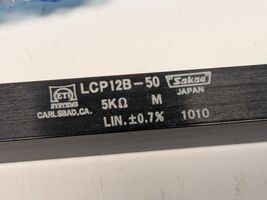 ETI LCP12B-50 Sakae
SYSTEMS 5KΩ M JAPAN
CARLSBAD,CA. LIN.±0.7% 1010